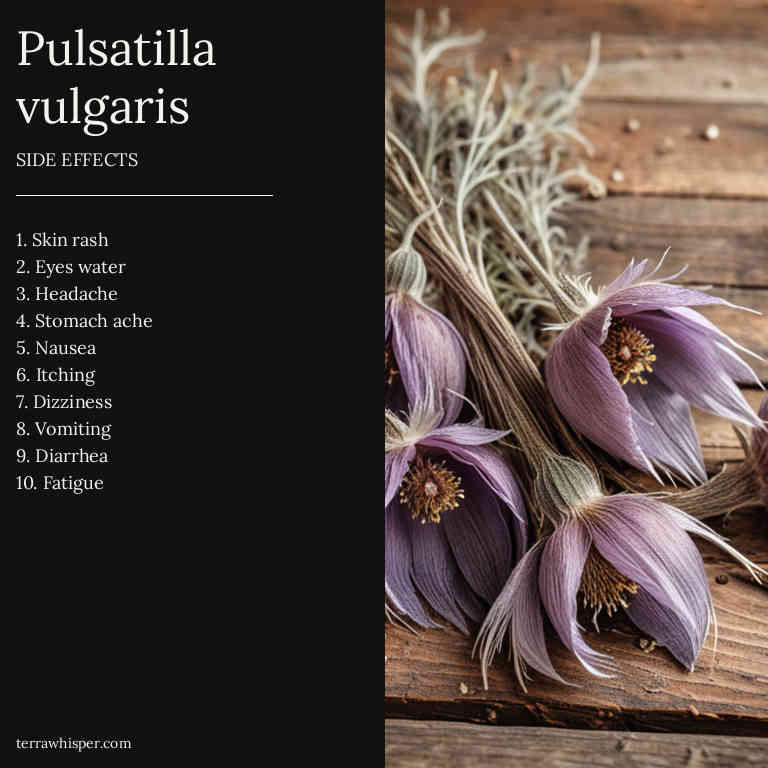 Pulsatilla
vulgaris
SIDE EFFECTS
1. Skin rash
2. Eyes water
3. Headache
4. Stomach ache
5. Nausea
6. Itching
7. Dizziness
8. Vomiting
9. Diarrhea
10. Fatigue
terrawhisper.com